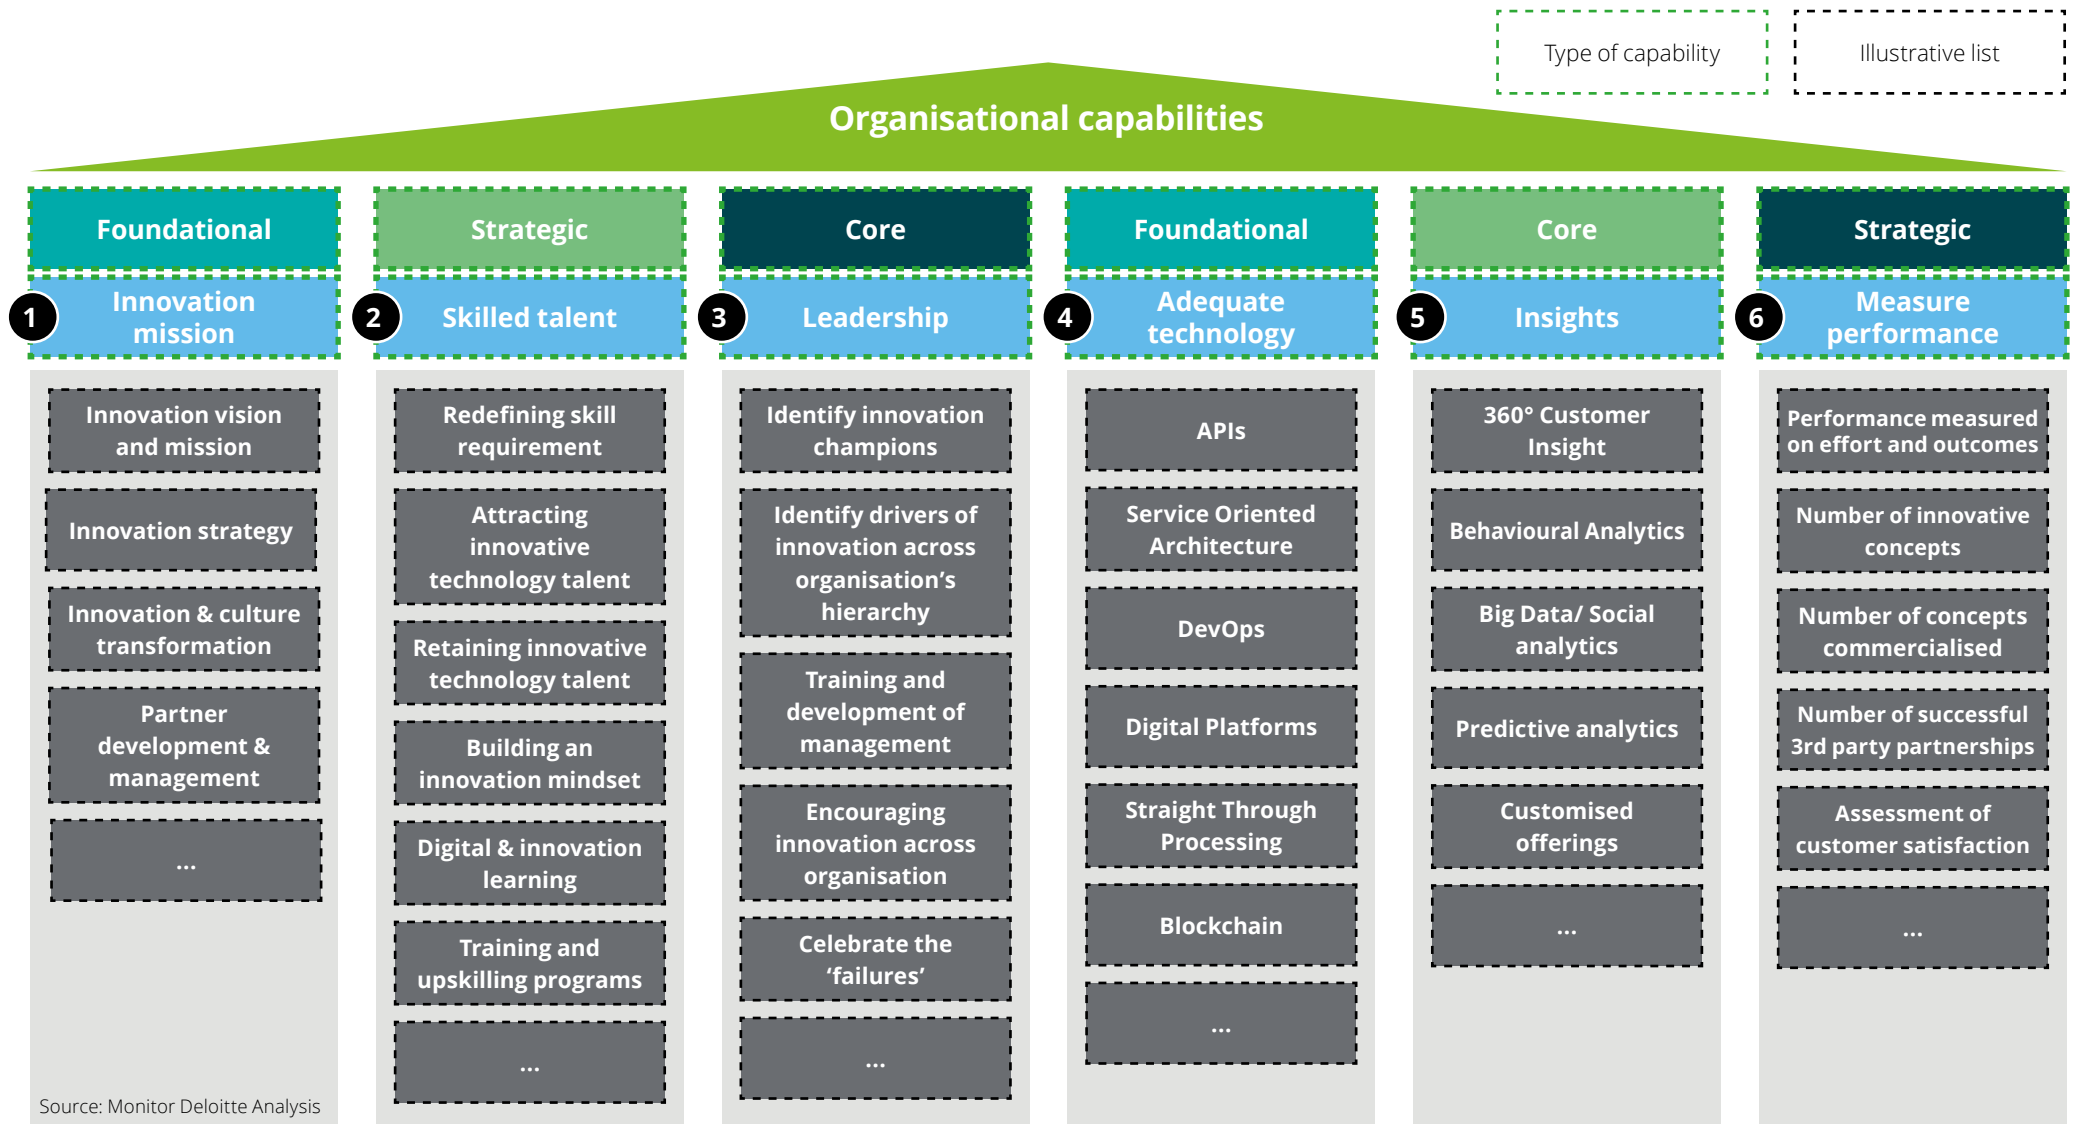 Type of capability
Illustrative list
Organisational capabilities
Foundational
Strategic
Core
Foundational
Core
Strategic
1
Innovation
mission
2
Skilled talent
3
Leadership
4
Adequate
technology
5
Insights
6
Measure
performance
Innovation vision
and mission
Innovation strategy
Innovation & culture
transformation
Partner
development &
management
...
Redefining skill
requirement
Attracting
innovative
technology talent
Retaining innovative
technology talent
Building an
innovation mindset
Digital & innovation
learning
Training and
upskilling programs
...
Identify innovation
champions
Identify drivers of
innovation across
organisation’s
hierarchy
Training and
development of
management
Encouraging
innovation across
organisation
Celebrate the
‘failures’
...
APIs
Service Oriented
Architecture
DevOps
Digital Platforms
Straight Through
Processing
Blockchain
...
360° Customer
Insight
Behavioural Analytics
Big Data/ Social
analytics
Predictive analytics
Customised
offerings
...
Performance measured
on effort and outcomes
Number of innovative
concepts
Number of concepts
commercialised
Number of successful
3rd party partnerships
Assessment of
customer satisfaction
...
Source: Monitor Deloitte Analysis